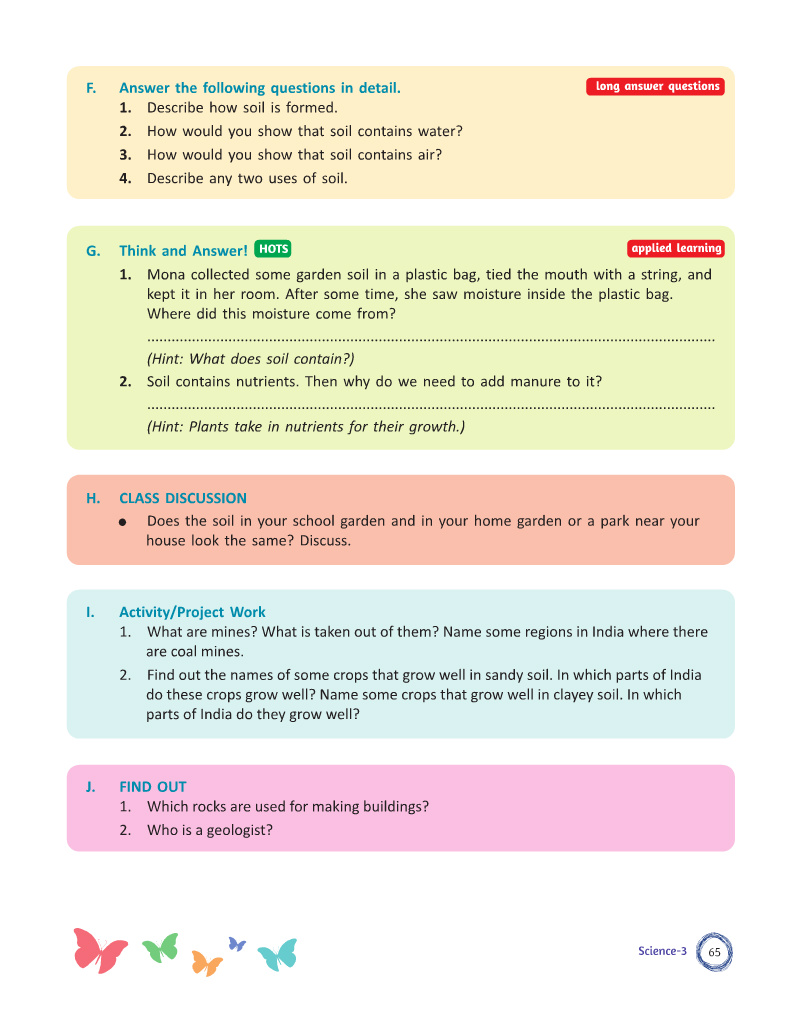 F. Answer the following questions in detail. long answer questions
1. Describe how soil is formed.
2. How would you show that soil contains water?
3. How would you show that soil contains air?
4. Describe any two uses of soil.
G. Think and Answer! HOTS applied learning
1. Mona collected some garden soil in a plastic bag, tied the mouth with a string, and
kept it in her room. After some time, she saw moisture inside the plastic bag.
Where did this moisture come from?
(Hint: What does soil contain?)
2. Soil contains nutrients. Then why do we need to add manure to it?
(Hint: Plants take in nutrients for their growth.)
H. CLASS DISCUSSION
● Does the soil in your school garden and in your home garden or a park near your
house look the same? Discuss.
I. Activity/Project Work
1. What are mines? What is taken out of them? Name some regions in India where there
are coal mines.
2. Find out the names of some crops that grow well in sandy soil. In which parts of India
do these crops grow well? Name some crops that grow well in clayey soil. In which
parts of India do they grow well?
J. FIND OUT
1. Which rocks are used for making buildings?
2. Who is a geologist?
Science-3 65